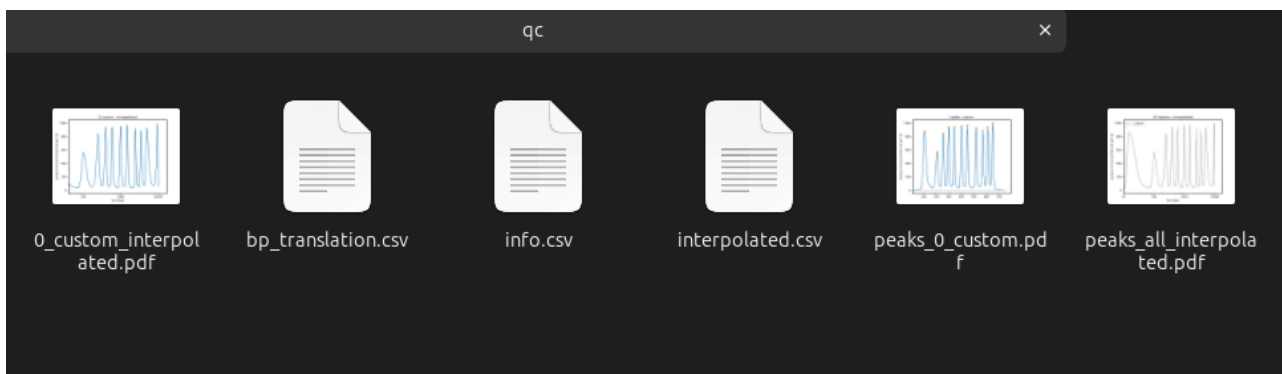 qc
0_custom_interpol
ated.pdf
bp_translation.csv
info.csv
interpolated.csv
peaks_0_custom.pd
f
peaks_all_interpola
ted.pdf